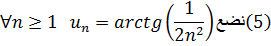 ∀n ≥ 1   uₙ = arctg(1/(2n²)) نضع(5